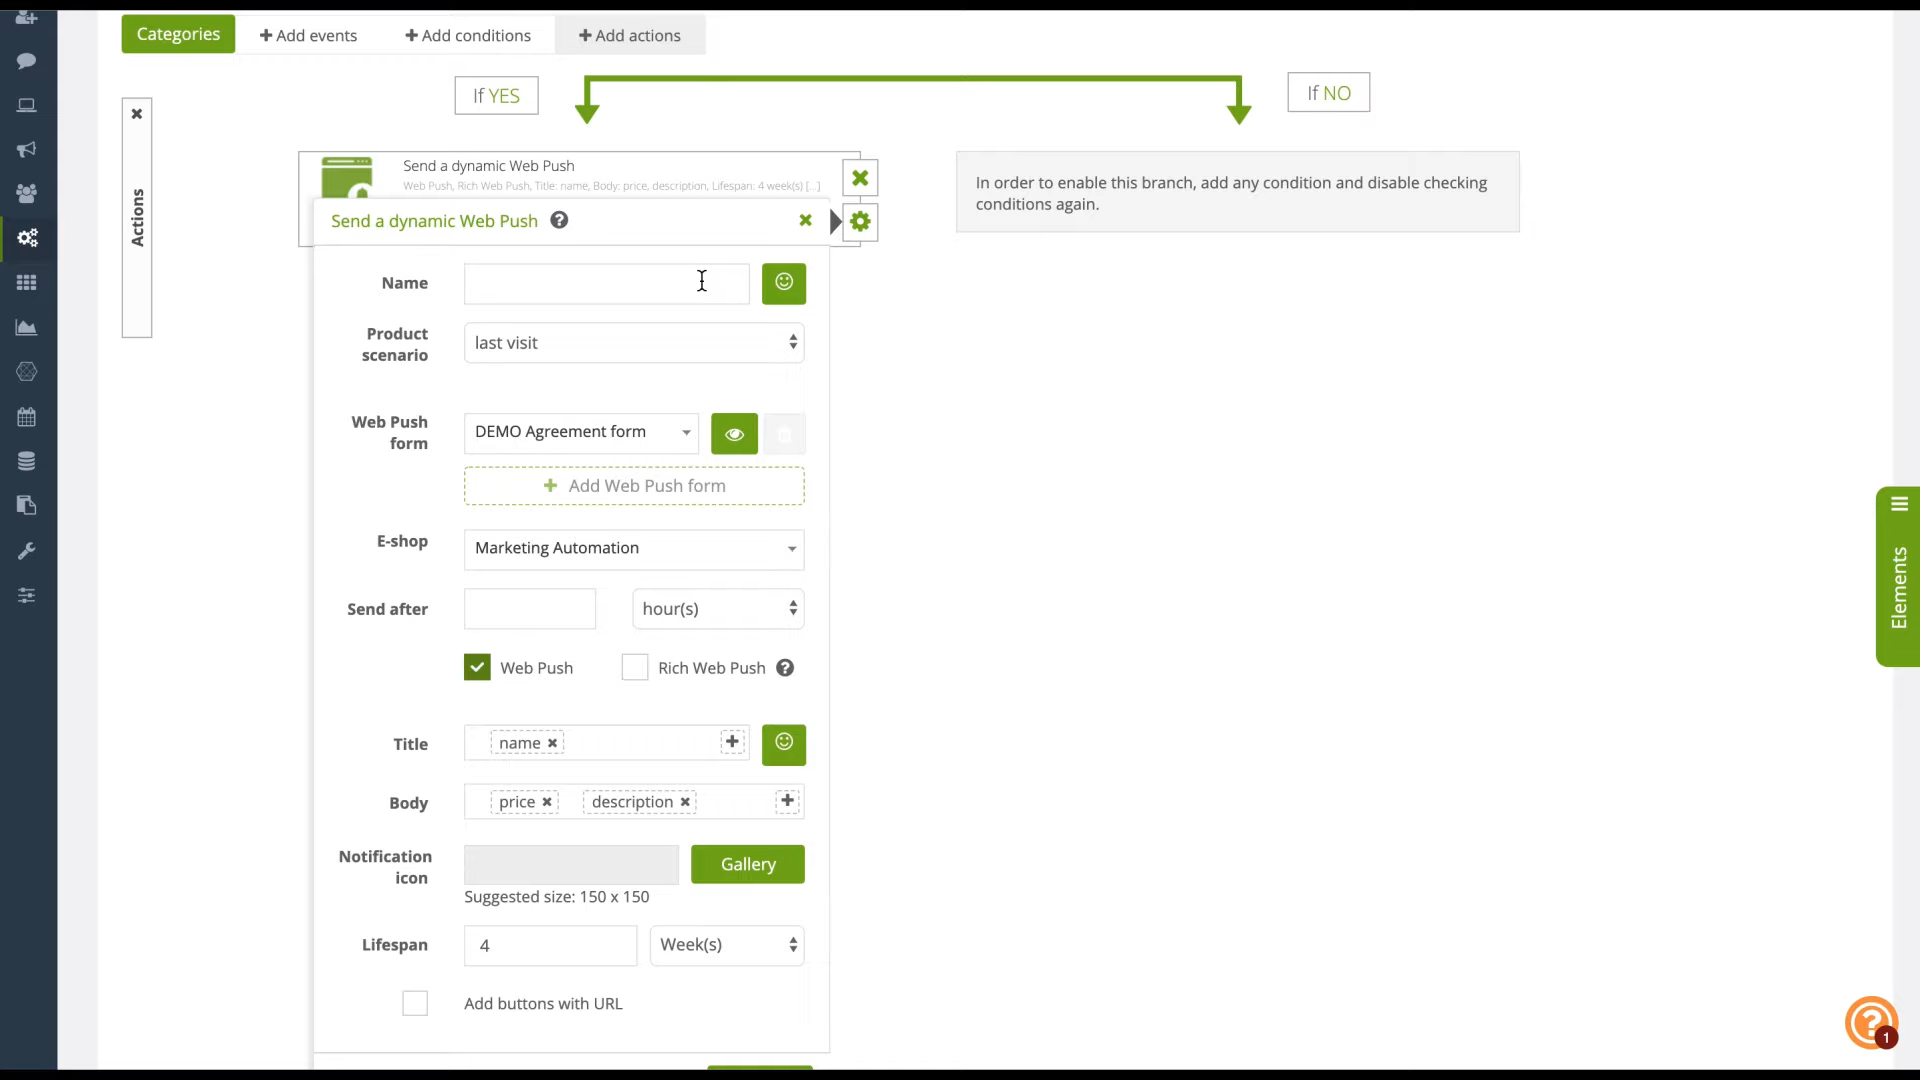 Categories
Add events
Add conditions
Add actions
If YES
If NO
Actions
Send a dynamic Web Push
Web Push, Rich Web Push, Title: name, Body: price, description, Lifespan: 4 week(s) [...]
In order to enable this branch, add any condition and disable checking
conditions again.
Send a dynamic Web Push
Name
Product
scenario
last visit
Web Push
form
DEMO Agreement form
Add Web Push form
E-shop
Marketing Automation
Send after
hour(s)
Web Push
Rich Web Push
Title
name
Body
price
description
Notification
icon
Gallery
Suggested size: 150 x 150
Lifespan
4
Week(s)
Add buttons with URL
Elements
1